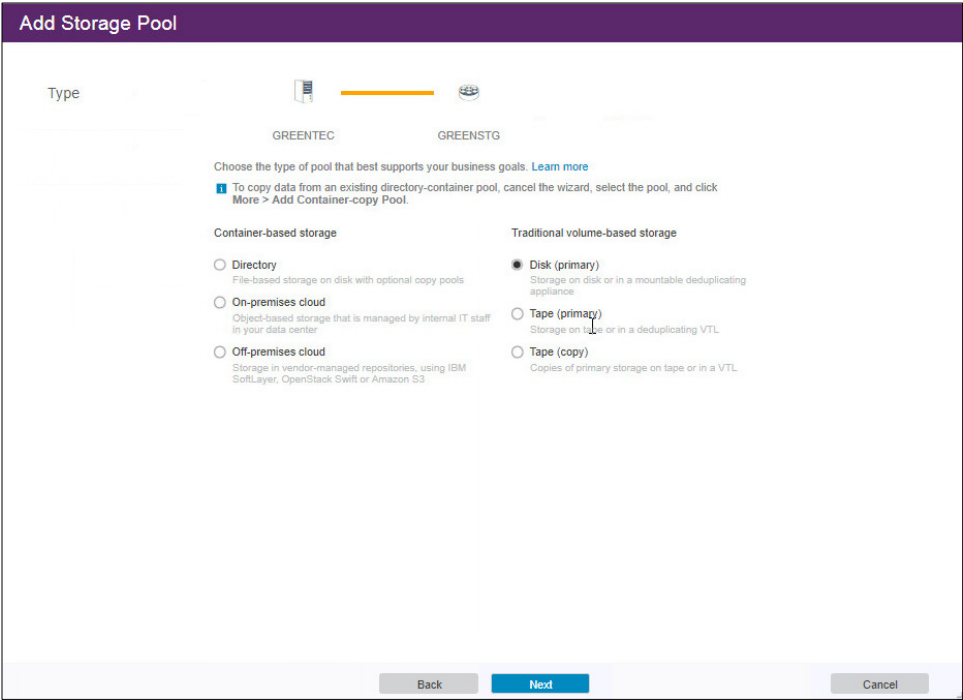 Add Storage Pool
Type
GREENTEC
GREENSTG
Choose the type of pool that best supports your business goals. Learn more
To copy data from an existing directory-container pool, cancel the wizard, select the pool, and click
More > Add Container-copy Pool.
Container-based storage
Directory
File-based storage on disk with optional copy pools
On-premises cloud
Object-based storage that is managed by internal IT staff
in your data center
Off-premises cloud
Storage in vendor-managed repositories, using IBM
SoftLayer, OpenStack Swift or Amazon S3
Traditional volume-based storage
Disk (primary)
Storage on disk or in a mountable deduplicating
appliance
Tape (primary)
Storage on tape or in a deduplicating VTL
Tape (copy)
Copies of primary storage on tape or in a VTL
Back
Next
Cancel